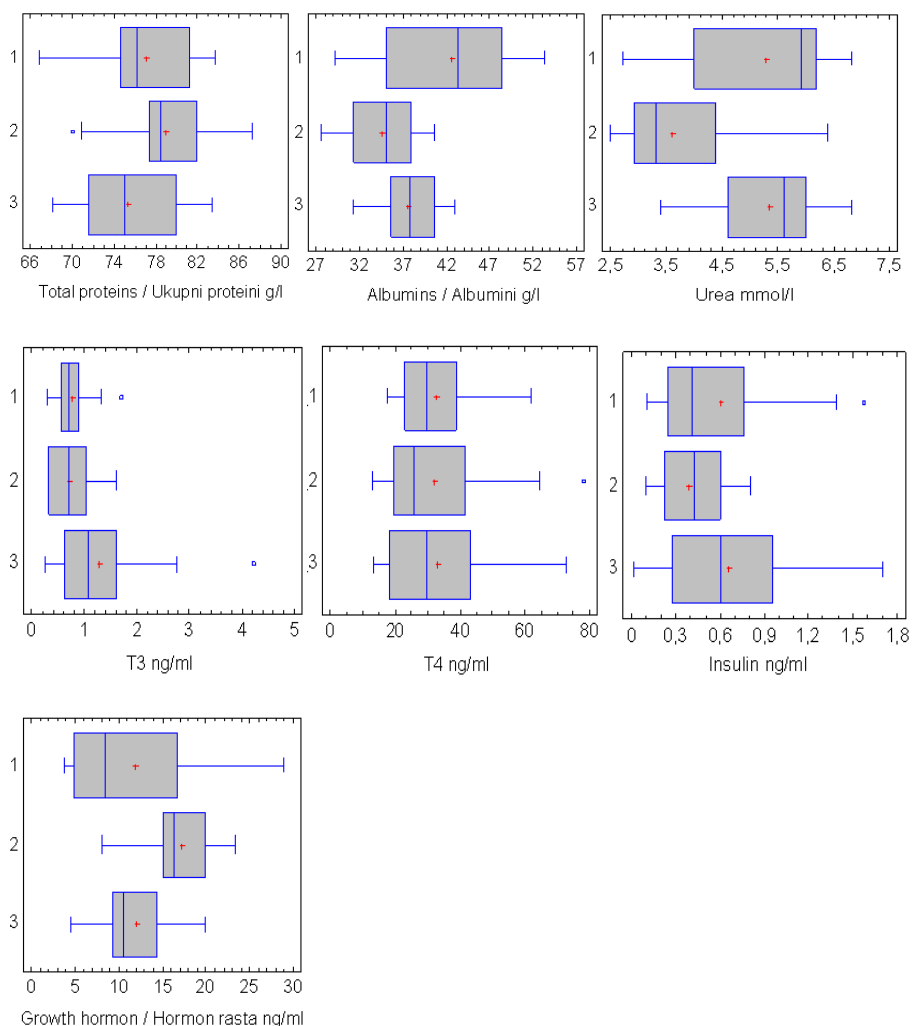 1
2
3
66 70 74 78 82 86 90
Total proteins / Ukupni proteini g/l
1
2
3
27 32 37 42 47 52 57
Albumins / Albumini g/l
1
2
3
2,5 3,5 4,5 5,5 6,5 7,5
Urea mmol/l
1
2
3
0 1 2 3 4 5
T3 ng/ml
1
2
3
0 20 40 60 80
T4 ng/ml
1
2
3
0 0,3 0,6 0,9 1,2 1,5 1,8
Insulin ng/ml
1
2
3
0 5 10 15 20 25 30
Growth hormon / Hormon rasta ng/ml